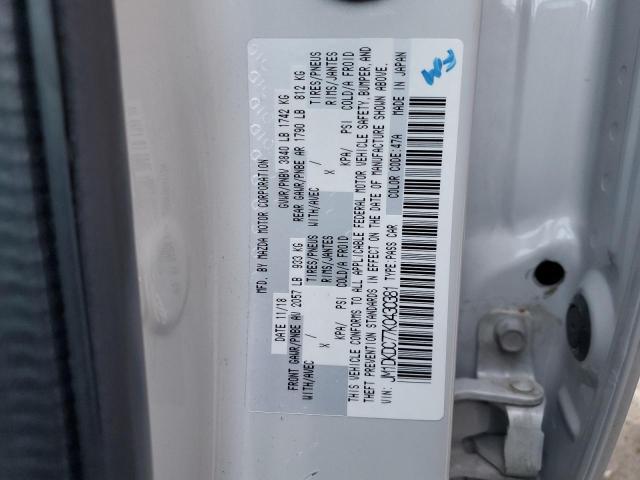 MFD. BY MAZDA MOTOR CORPORATION
DATE 11/18 GVWR/PNBV 3840 LB 1742 KG
FRONT GAWR/PNBE AV 2057 LB 933 KG REAR GAWR/PNBE AR 1790 LB 812 KG
WITH/AVEC / TIRES/PNEUS WITH/AVEC / TIRES/PNEUS
X RIMS/JANTES X RIMS/JANTES
KPA/ PSI COLD/A FROID KPA/ PSI COLD/A FROID
THIS VEHICLE CONFORMS TO ALL APPLICABLE FEDERAL MOTOR VEHICLE SAFETY, BUMPER, AND
THEFT PREVENTION STANDARDS IN EFFECT ON THE DATE OF MANUFACTURE SHOWN ABOVE.
VIN: JM1DKDC77K0430381 TYPE:PASS CAR COLOR CODE:47A MADE IN JAPAN